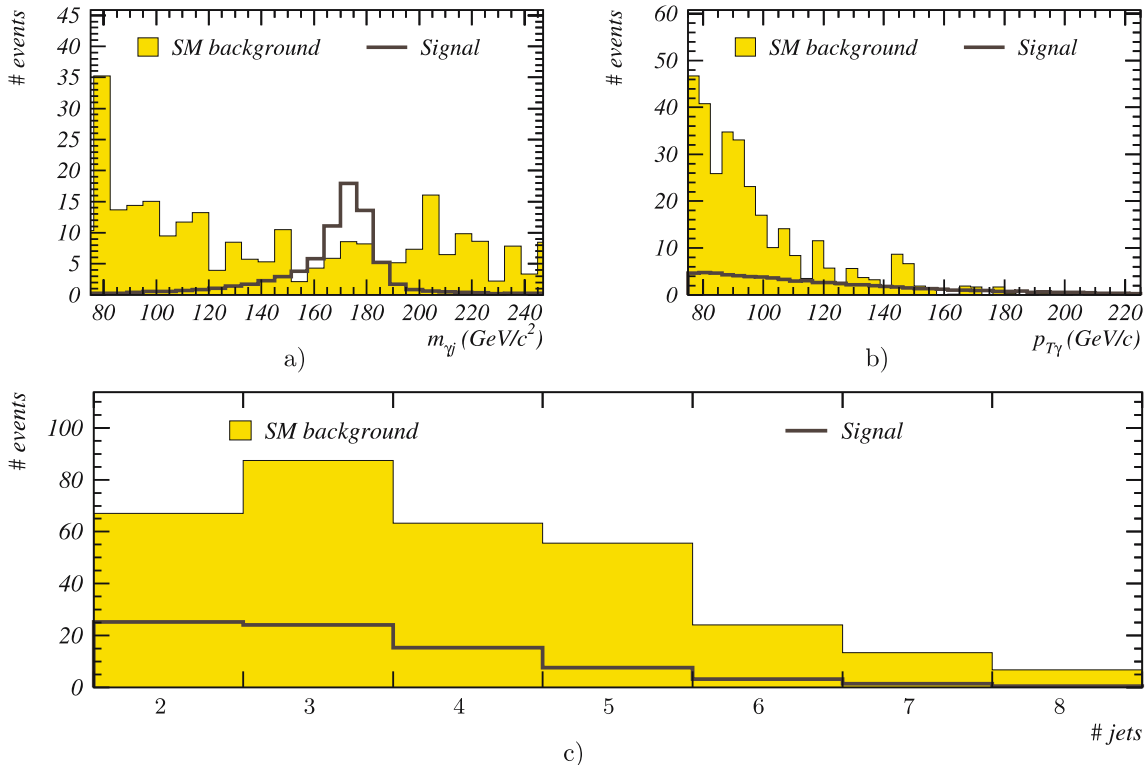 # events
45
40
35
30
25
20
15
10
5
0
SM background
Signal
80 100 120 140 160 180 200 220 240
m_γj (GeV/c²)
a)
# events
60
50
40
30
20
10
0
SM background
Signal
80 100 120 140 160 180 200 220
p_Tγ (GeV/c)
b)
# events
100
80
60
40
20
0
SM background
Signal
2 3 4 5 6 7 8
# jets
c)